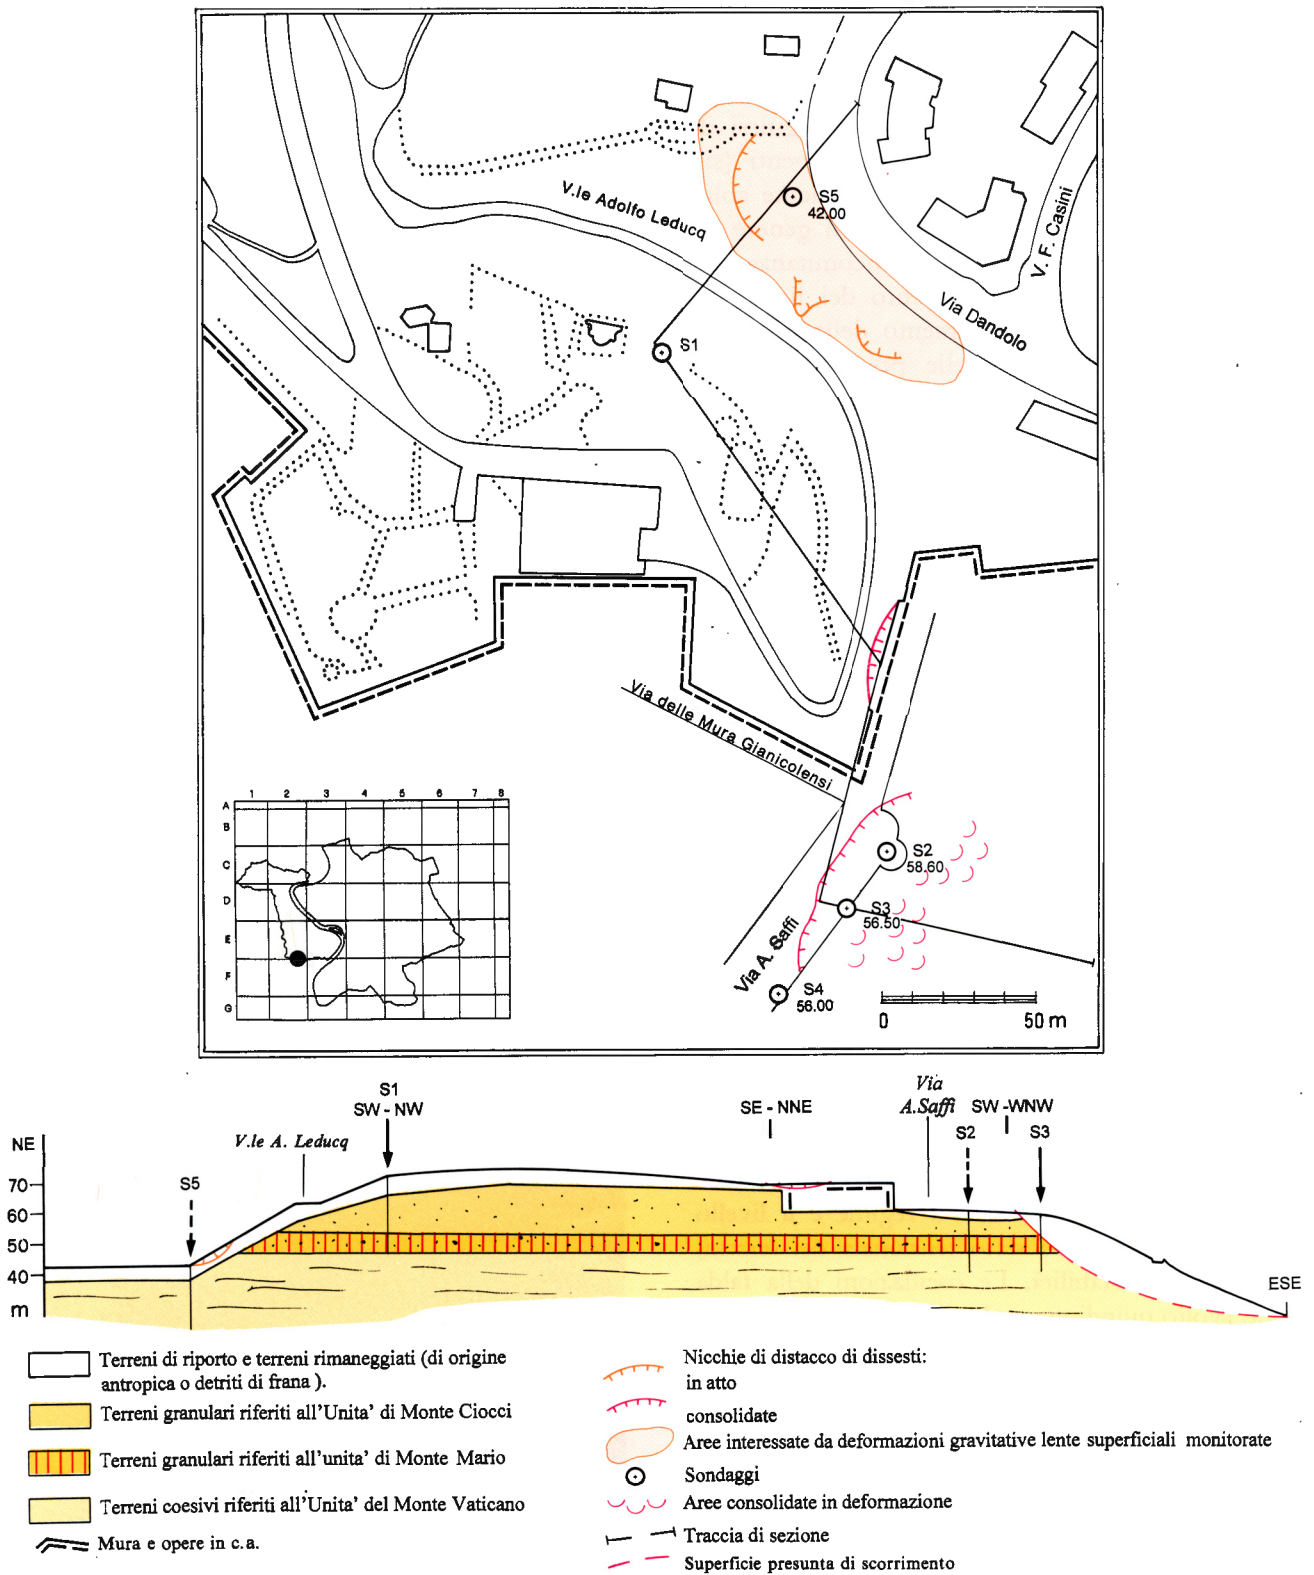 V.le Adolfo Leducq
S5
42.00
V. F. Casini
Via Dandolo
S1
Via delle Mura Gianicolensi
1 2 3 4 5 6 7 8
A
B
C
D
E
F
G
S2
58.60
S3
56.50
Via A. Saffi
S4
56.00
0 50 m
S1
SW - NW
SE - NNE
Via
A.Saffi
SW -WNW
NE
V.le A. Leducq
S2
S3
S5
70
60
50
40
m
ESE
Terreni di riporto e terreni rimaneggiati (di origine
antropica o detriti di frana ).
Terreni granulari riferiti all'Unita' di Monte Ciocci
Terreni granulari riferiti all'unita' di Monte Mario
Terreni coesivi riferiti all'Unita' del Monte Vaticano
Mura e opere in c.a.
Nicchie di distacco di dissesti:
in atto
consolidate
Aree interessate da deformazioni gravitative lente superficiali monitorate
Sondaggi
Aree consolidate in deformazione
Traccia di sezione
Superficie presunta di scorrimento